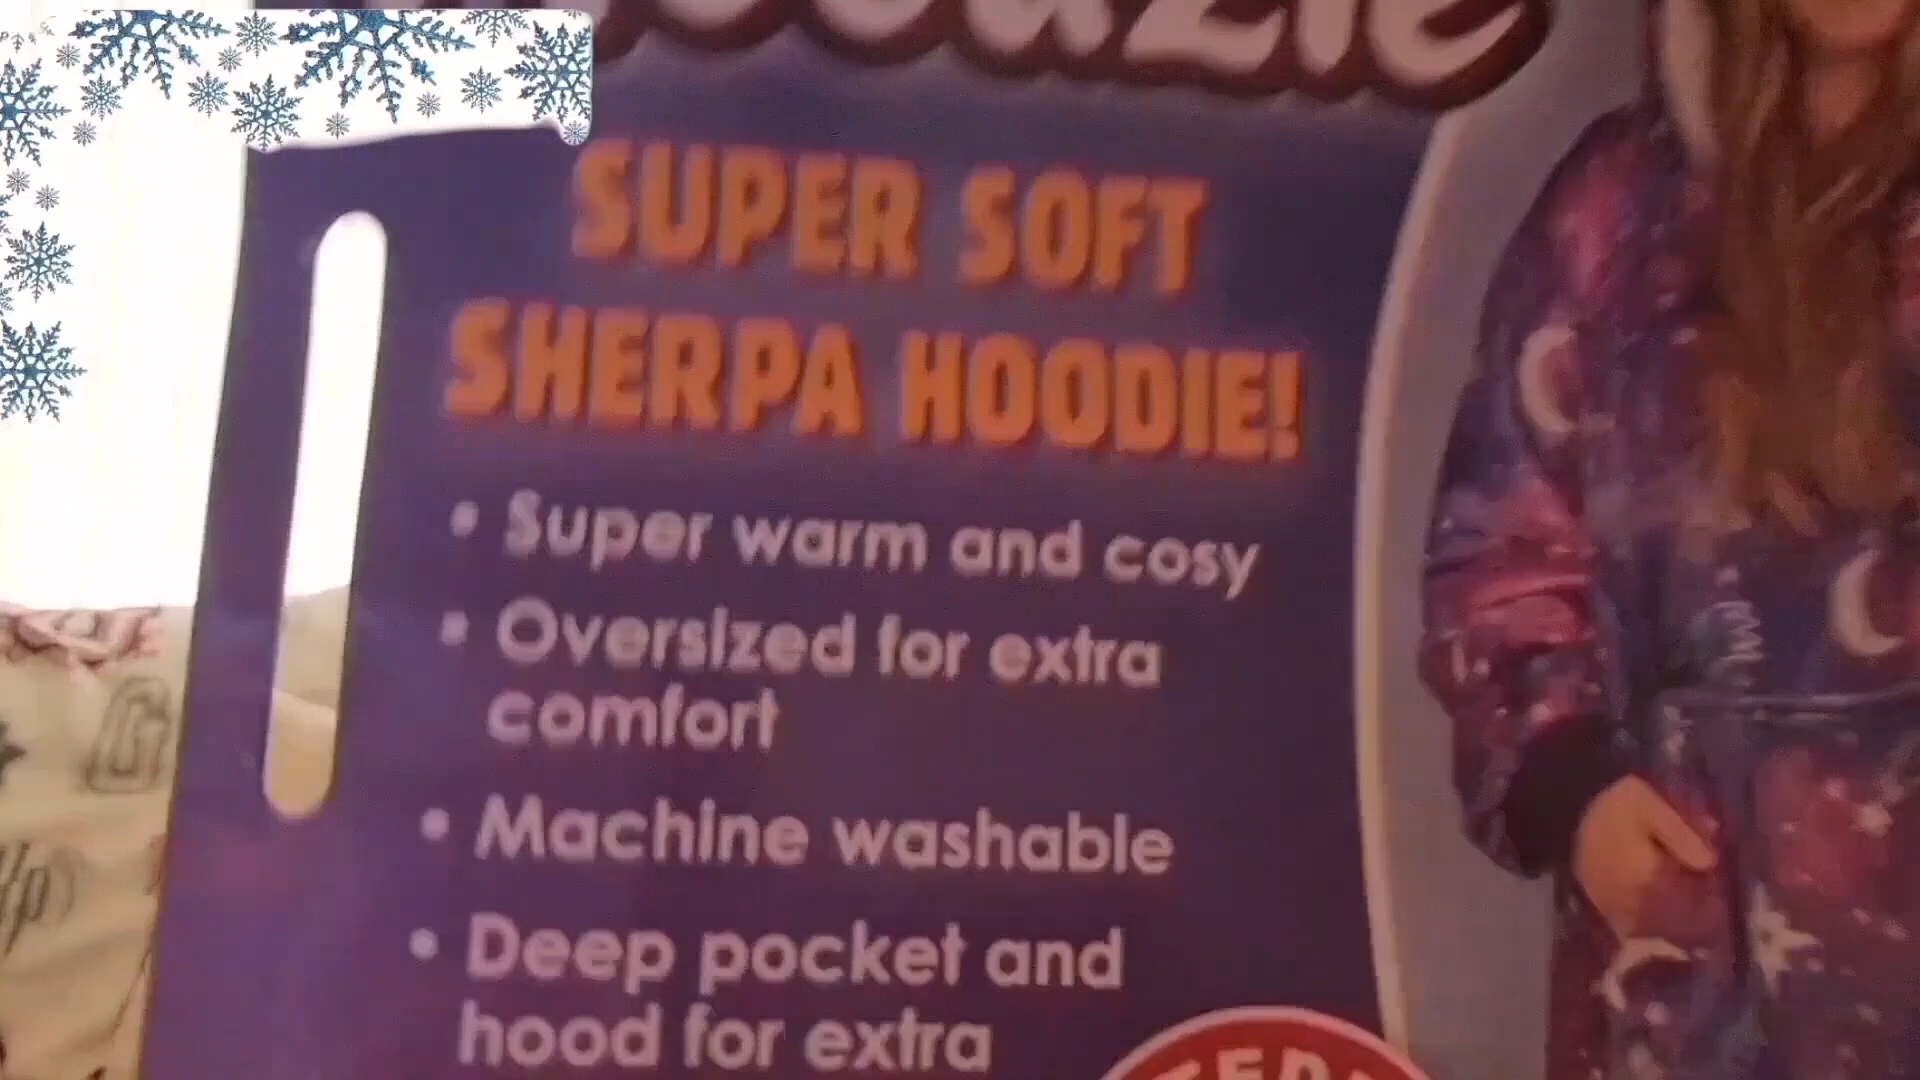 SUPER SOFT
SHERPA HOODIE!
• Super warm and cosy
• Oversized for extra
comfort
• Machine washable
• Deep pocket and
hood for extra